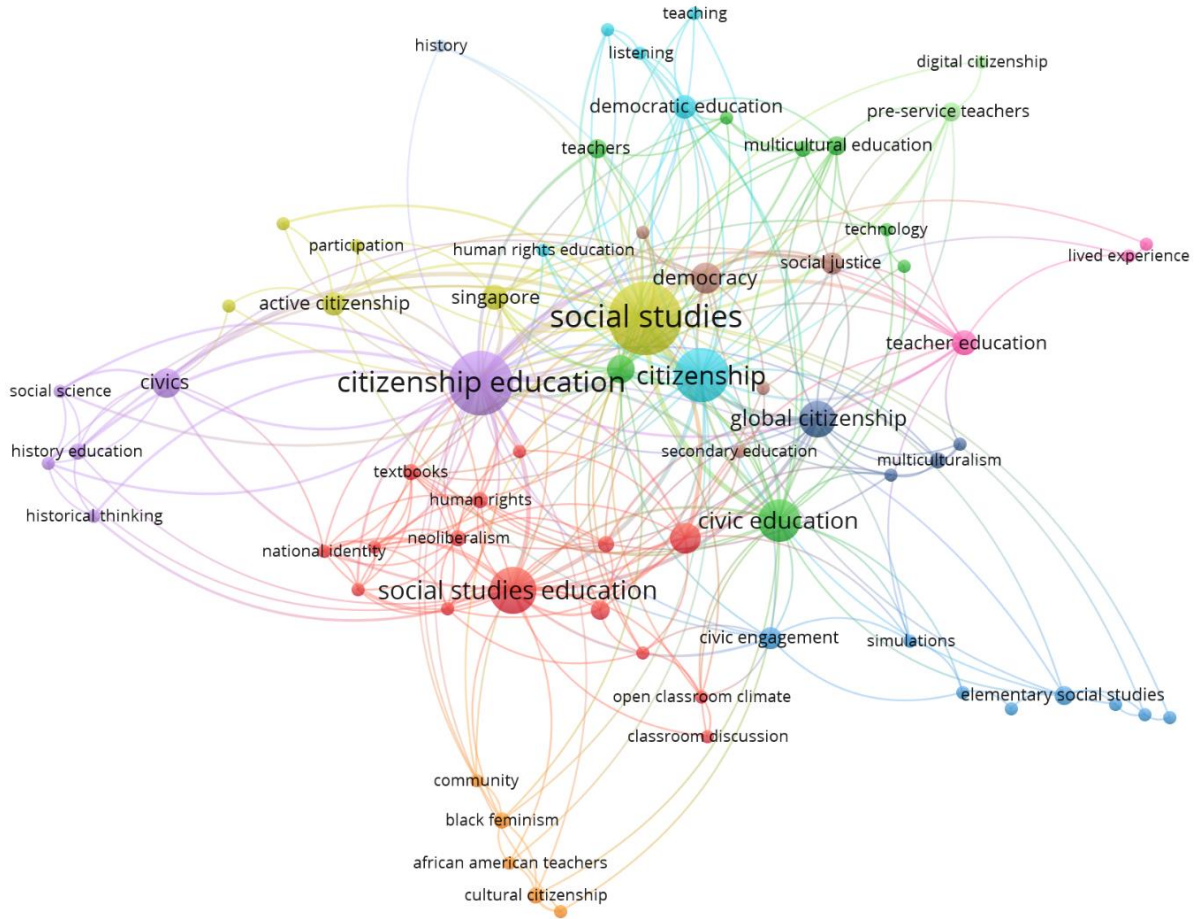 teaching
history
listening
digital citizenship
democratic education
pre-service teachers
teachers
multicultural education
technology
participation
human rights education
lived experience
social justice
democracy
active citizenship
singapore
social studies
teacher education
citizenship education
citizenship
civics
social science
global citizenship
history education
secondary education
multiculturalism
textbooks
human rights
historical thinking
civic education
neoliberalism
national identity
social studies education
civic engagement
simulations
open classroom climate
elementary social studies
classroom discussion
community
black feminism
african american teachers
cultural citizenship